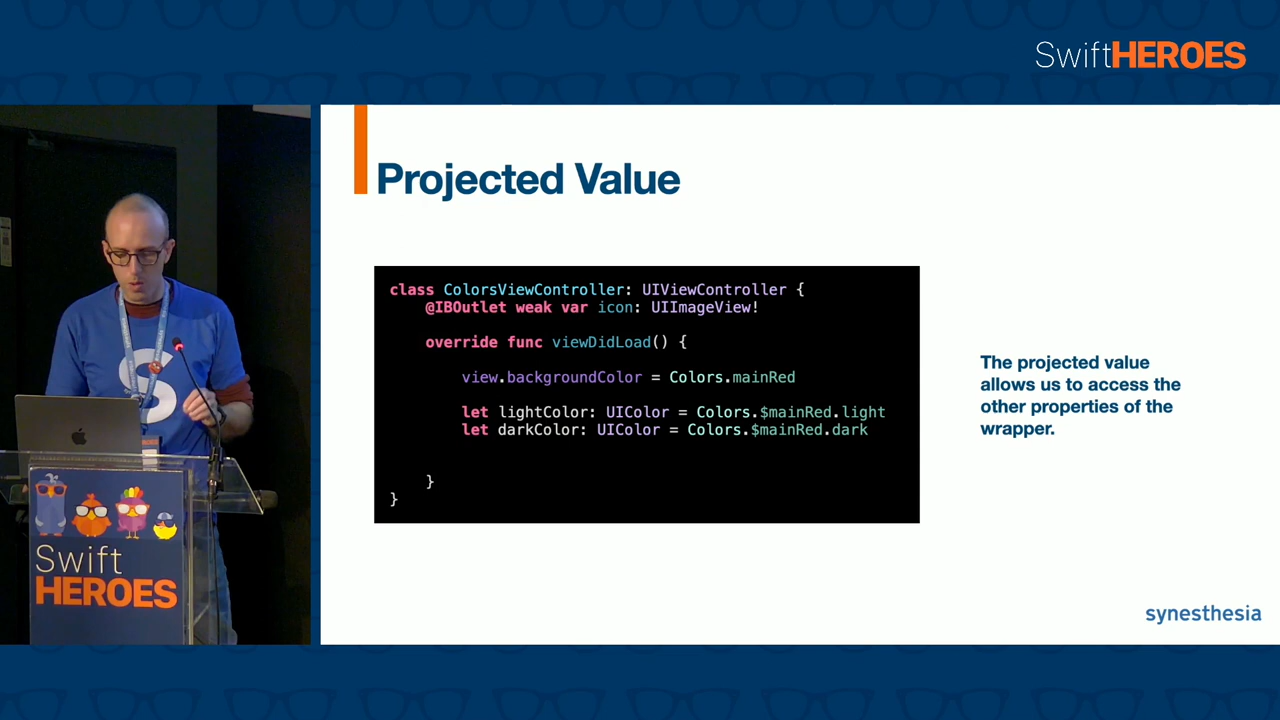 SwiftHEROES
Projected Value
class ColorsViewController: UIViewController {
    @IBOutlet weak var icon: UIImageView!
    override func viewDidLoad() {
        view.backgroundColor = Colors.mainRed
        let lightColor: UIColor = Colors.$mainRed.light
        let darkColor: UIColor = Colors.$mainRed.dark
    }
}
The projected value
allows us to access the
other properties of the
wrapper.
synesthesia
S
Swift
HEROES